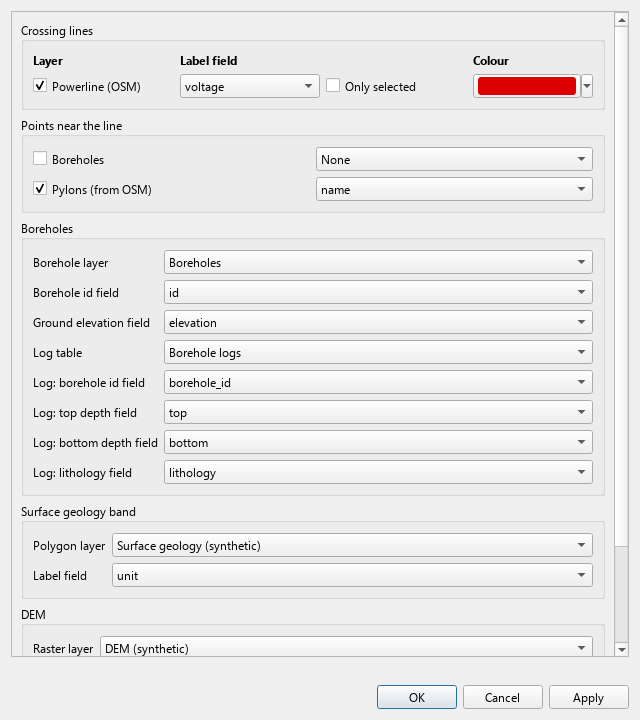 Crossing lines
Layer Label field Colour
Powerline (OSM) voltage Only selected
Points near the line
Boreholes None
Pylons (from OSM) name
Boreholes
Borehole layer Boreholes
Borehole id field id
Ground elevation field elevation
Log table Borehole logs
Log: borehole id field borehole_id
Log: top depth field top
Log: bottom depth field bottom
Log: lithology field lithology
Surface geology band
Polygon layer Surface geology (synthetic)
Label field unit
DEM
Raster layer DEM (synthetic)
OK Cancel Apply